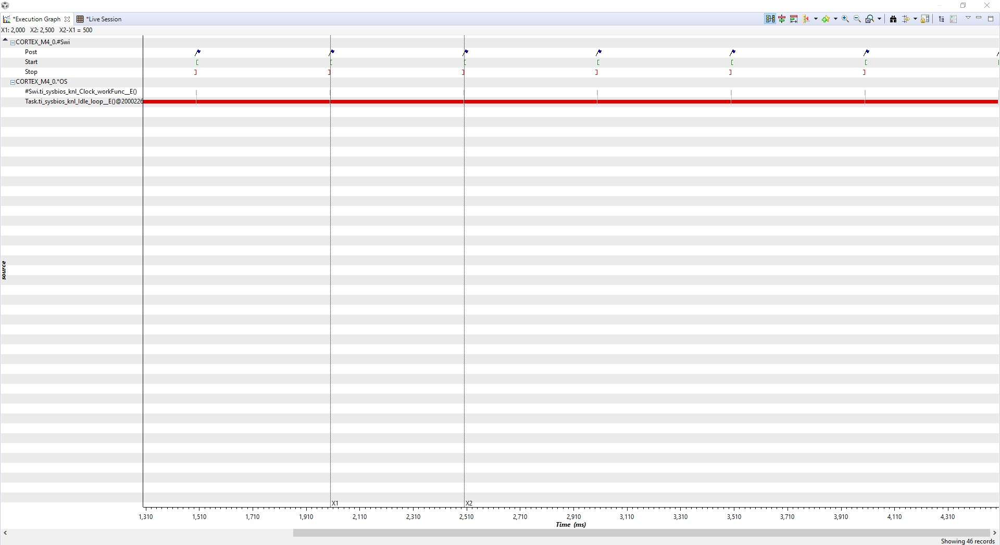 *Execution Graph *Live Session
X1: 2,000 X2: 2,500 X2-X1 = 500
CORTEX_M4_0.#Swi
Post
Start
Stop
CORTEX_M4_0.*OS
#Swi.ti_sysbios_knl_Clock_workFunc__E()
Task.ti_sysbios_knl_Idle_loop__E()@2000226
source
X1 X2
1,310 1,510 1,710 1,910 2,110 2,310 2,510 2,710 2,910 3,110 3,310 3,510 3,710 3,910 4,110 4,310
Time (ms)
Showing 46 records